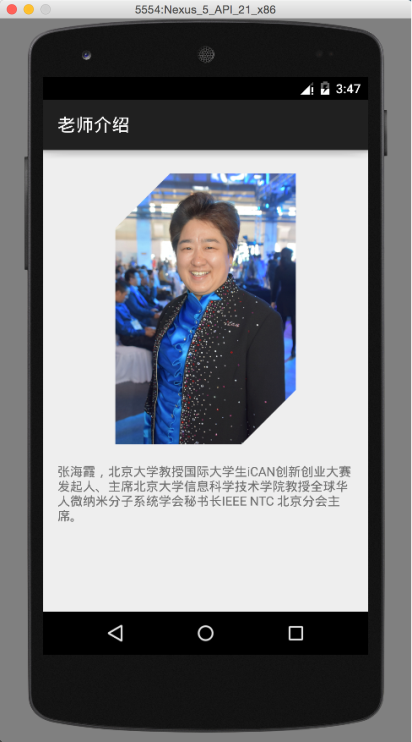 5554:Nexus_5_API_21_x86
3:47
老师介绍
张海霞，北京大学教授国际大学生iCAN创新创业大赛
发起人、主席北京大学信息科学技术学院教授全球华
人微纳米分子系统学会秘书长IEEE NTC 北京分会主
席。